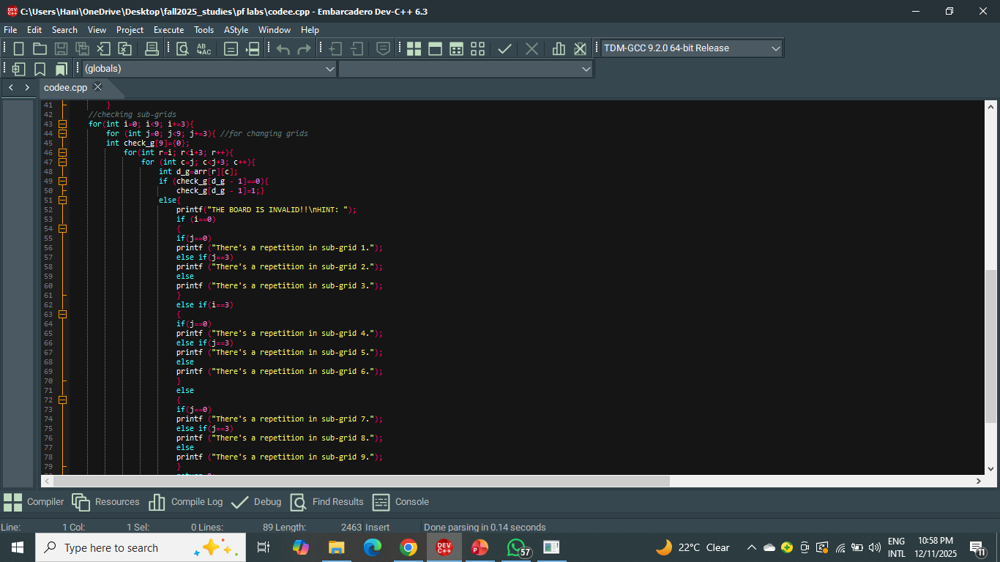 C:\Users\Hani\OneDrive\Desktop\fall2025_studies\pf labs\codee.cpp - Embarcadero Dev-C++ 6.3
File Edit Search View Project Execute Tools AStyle Window Help
TDM-GCC 9.2.0 64-bit Release
(globals)
codee.cpp
41 }
42 //checking sub-grids
43 for(int i=0; i<9; i+=3){
44 for (int j=0; j<9; j+=3){ //for changing grids
45 int check_g[9]={0};
46 for(int r=i; r<i+3; r++){
47 for (int c=j; c<j+3; c++){
48 int d_g=arr[r][c];
49 if (check_g[d_g - 1]==0){
50 check_g[d_g - 1]=1;}
51 else{
52 printf("THE BOARD IS INVALID!!\nHINT: ");
53 if (i==0)
54 {
55 if(j==0)
56 printf ("There's a repetition in sub-grid 1.");
57 else if(j==3)
58 printf ("There's a repetition in sub-grid 2.");
59 else
60 printf ("There's a repetition in sub-grid 3.");
61 }
62 else if(i==3)
63 {
64 if(j==0)
65 printf ("There's a repetition in sub-grid 4.");
66 else if(j==3)
67 printf ("There's a repetition in sub-grid 5.");
68 else
69 printf ("There's a repetition in sub-grid 6.");
70 }
71 else
72 {
73 if(j==0)
74 printf ("There's a repetition in sub-grid 7.");
75 else if(j==3)
76 printf ("There's a repetition in sub-grid 8.");
77 else
78 printf ("There's a repetition in sub-grid 9.");
79 }
Compiler Resources Compile Log Debug Find Results Console
Line: 1 Col: 1 Sel: 0 Lines: 89 Length: 2463 Insert Done parsing in 0.14 seconds
Type here to search
DEV C++
57
22°C Clear
ENG
INTL
10:58 PM
12/11/2025
11